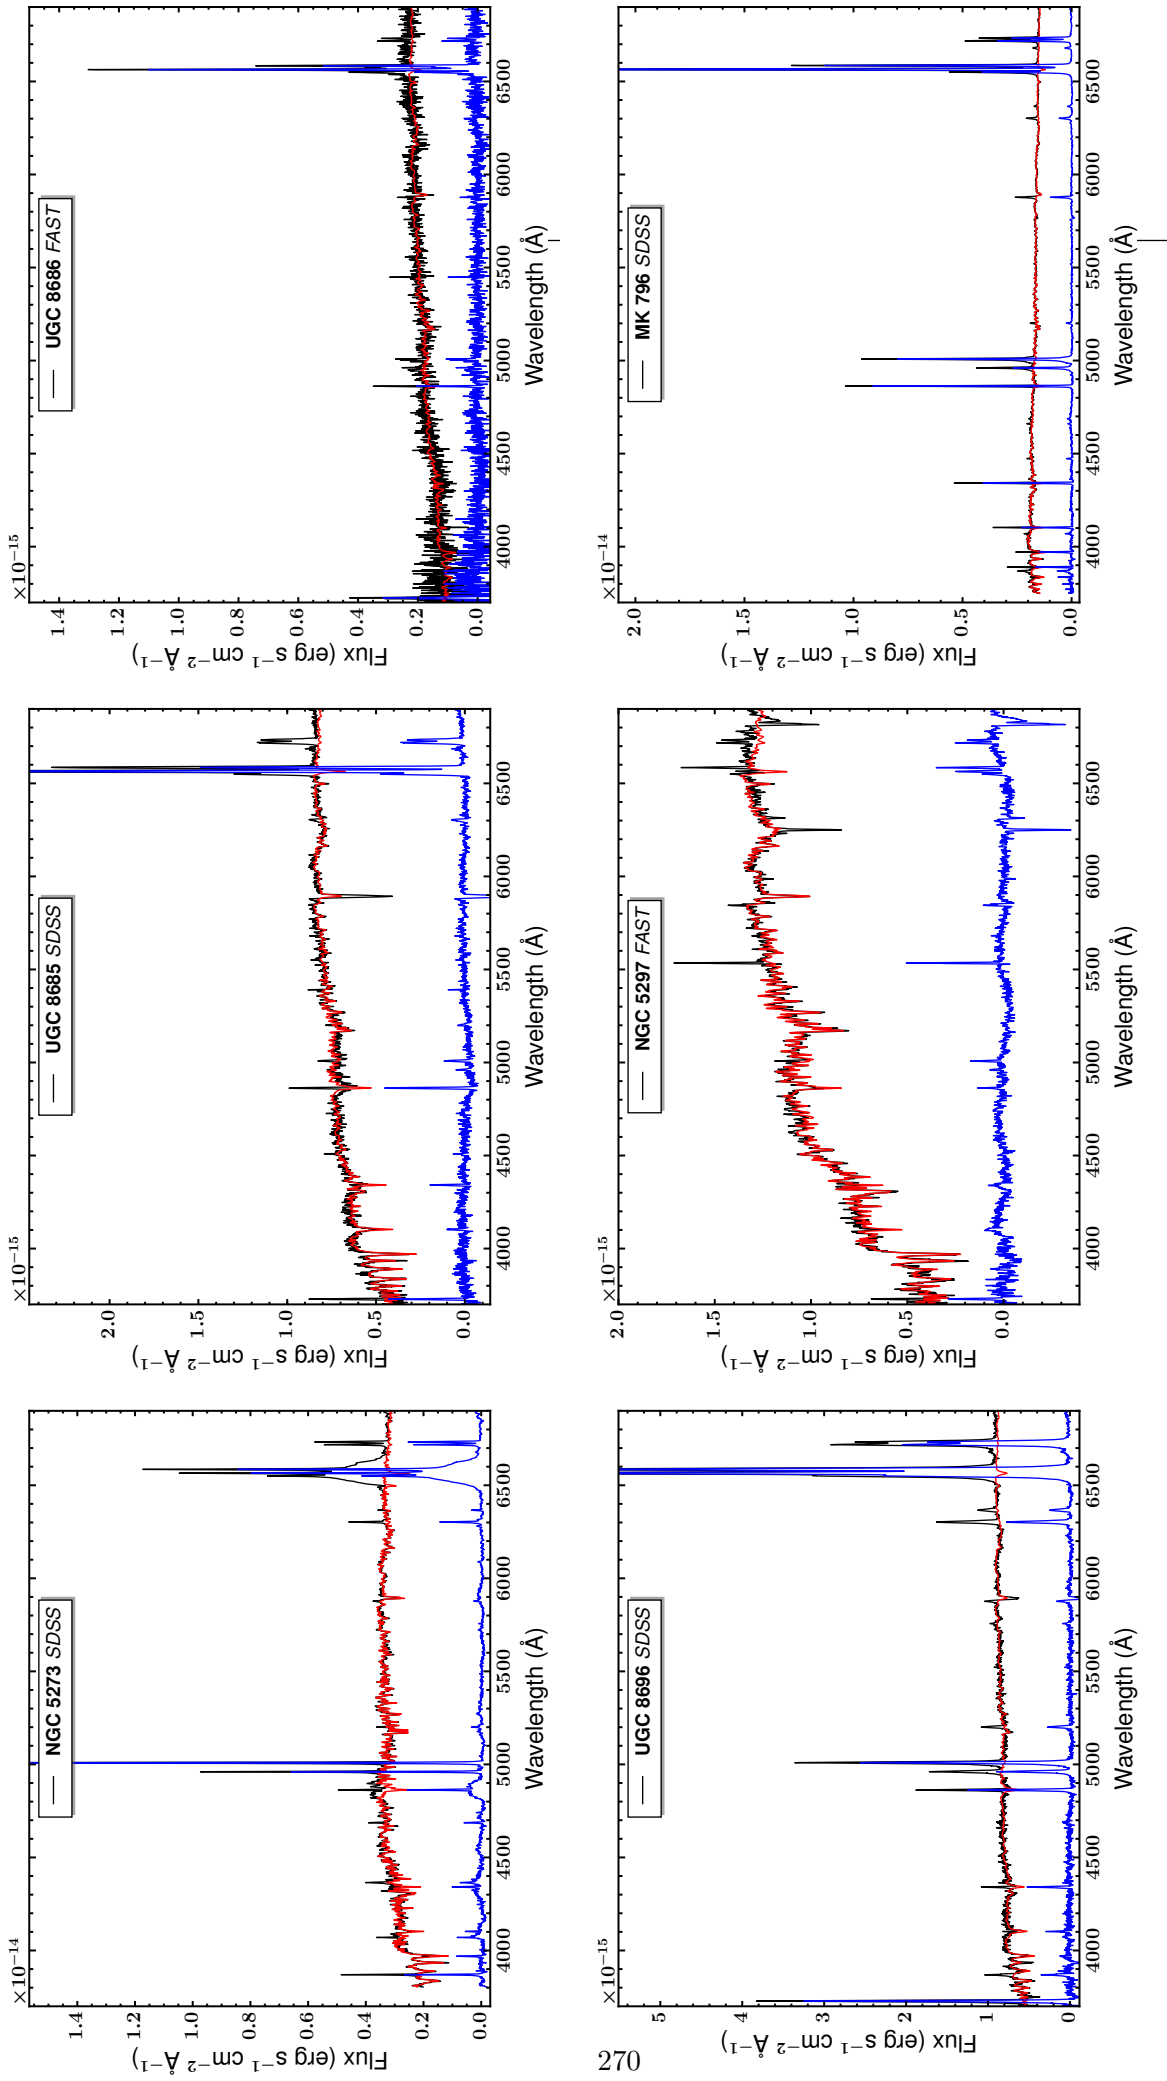 ×10−14
NGC 5273 SDSS
Flux (erg s−1 cm−2 Å−1)
1.4
1.2
1.0
0.8
0.6
0.4
0.2
0.0
4000 4500 5000 5500 6000 6500
Wavelength (Å)
×10−15
UGC 8685 SDSS
Flux (erg s−1 cm−2 Å−1)
2.0
1.5
1.0
0.5
0.0
4000 4500 5000 5500 6000 6500
Wavelength (Å)
×10−15
UGC 8686 FAST
Flux (erg s−1 cm−2 Å−1)
1.4
1.2
1.0
0.8
0.6
0.4
0.2
0.0
4000 4500 5000 5500 6000 6500
Wavelength (Å)
×10−15
UGC 8696 SDSS
Flux (erg s−1 cm−2 Å−1)
5
4
3
2
1
0
4000 4500 5000 5500 6000 6500
Wavelength (Å)
×10−15
NGC 5297 FAST
Flux (erg s−1 cm−2 Å−1)
2.0
1.5
1.0
0.5
0.0
4000 4500 5000 5500 6000 6500
Wavelength (Å)
×10−14
MK 796 SDSS
Flux (erg s−1 cm−2 Å−1)
2.0
1.5
1.0
0.5
0.0
4000 4500 5000 5500 6000 6500
Wavelength (Å)
270